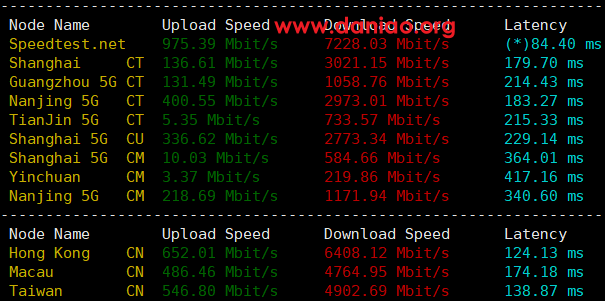 Node Name Upload Speed Download Speed Latency
www.daniao.org
Speedtest.net 975.39 Mbit/s 7228.03 Mbit/s (*)84.40 ms
Shanghai CT 136.61 Mbit/s 3021.15 Mbit/s 179.70 ms
Guangzhou 5G CT 131.49 Mbit/s 1058.76 Mbit/s 214.43 ms
Nanjing 5G CT 400.55 Mbit/s 2973.01 Mbit/s 183.27 ms
TianJin 5G CT 5.35 Mbit/s 733.57 Mbit/s 215.33 ms
Shanghai 5G CU 336.62 Mbit/s 2773.34 Mbit/s 229.14 ms
Shanghai 5G CM 10.03 Mbit/s 584.66 Mbit/s 364.01 ms
Yinchuan CM 3.37 Mbit/s 219.86 Mbit/s 417.16 ms
Nanjing 5G CM 218.69 Mbit/s 1171.94 Mbit/s 340.60 ms
Node Name Upload Speed Download Speed Latency
Hong Kong CN 652.01 Mbit/s 6408.12 Mbit/s 124.13 ms
Macau CN 486.46 Mbit/s 4764.95 Mbit/s 174.18 ms
Taiwan CN 546.80 Mbit/s 4902.69 Mbit/s 138.87 ms